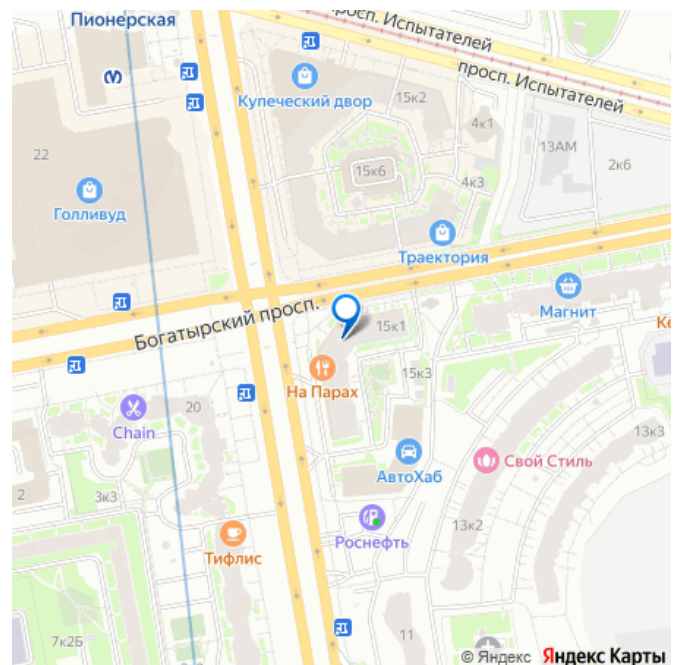 Пионерская
просп. Испытателей
просп. Испытателей
Купеческий двор
15к2
4к1
13АМ
2к6
22
15к6
4к3
Голливуд
Траектория
Богатырский просп.
15к1
Магнит
Ке
На Парах
15к3
20
Chain
АвтоХаб
Свой Стиль
13к3
2
3к3
Роснефть
13к2
Тифлис
7к2Б
11
© Яндекс Яндекс Карты